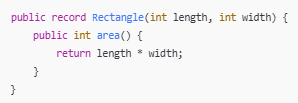 public record Rectangle(int length, int width) {
    public int area() {
        return length * width;
    }
}